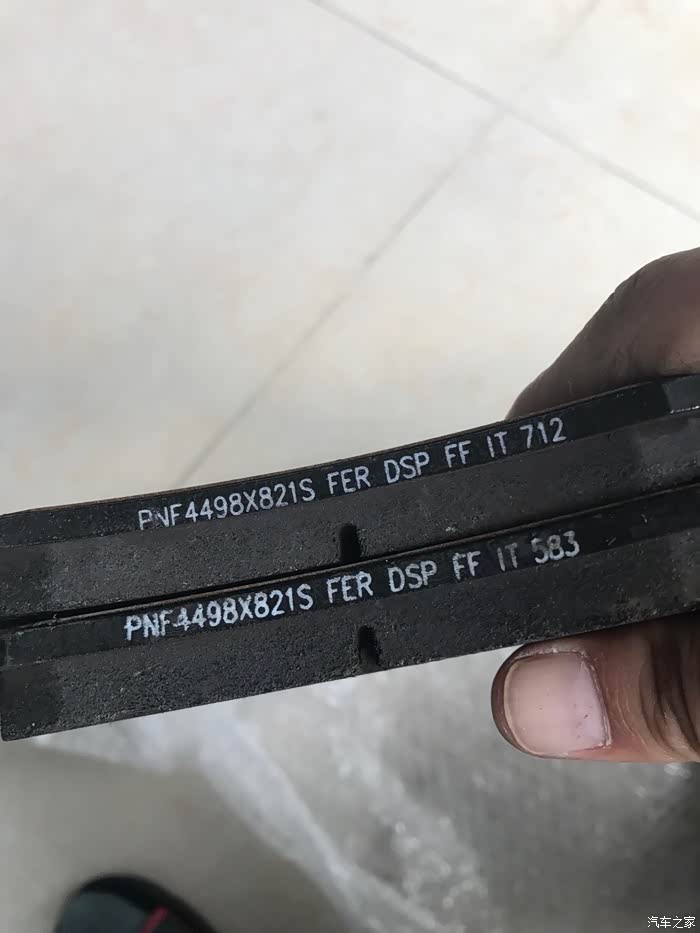 PNF4498X821S FER DSP FF IT 712
PNF4498X821S FER DSP FF IT 583
汽车之家